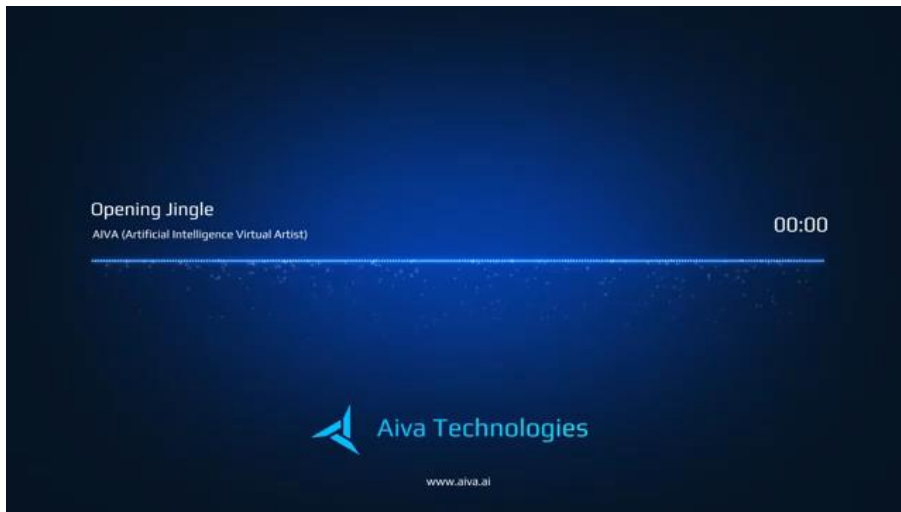 Opening Jingle
AIVA (Artificial Intelligence Virtual Artist)
00:00
Aiva Technologies
www.aiva.ai